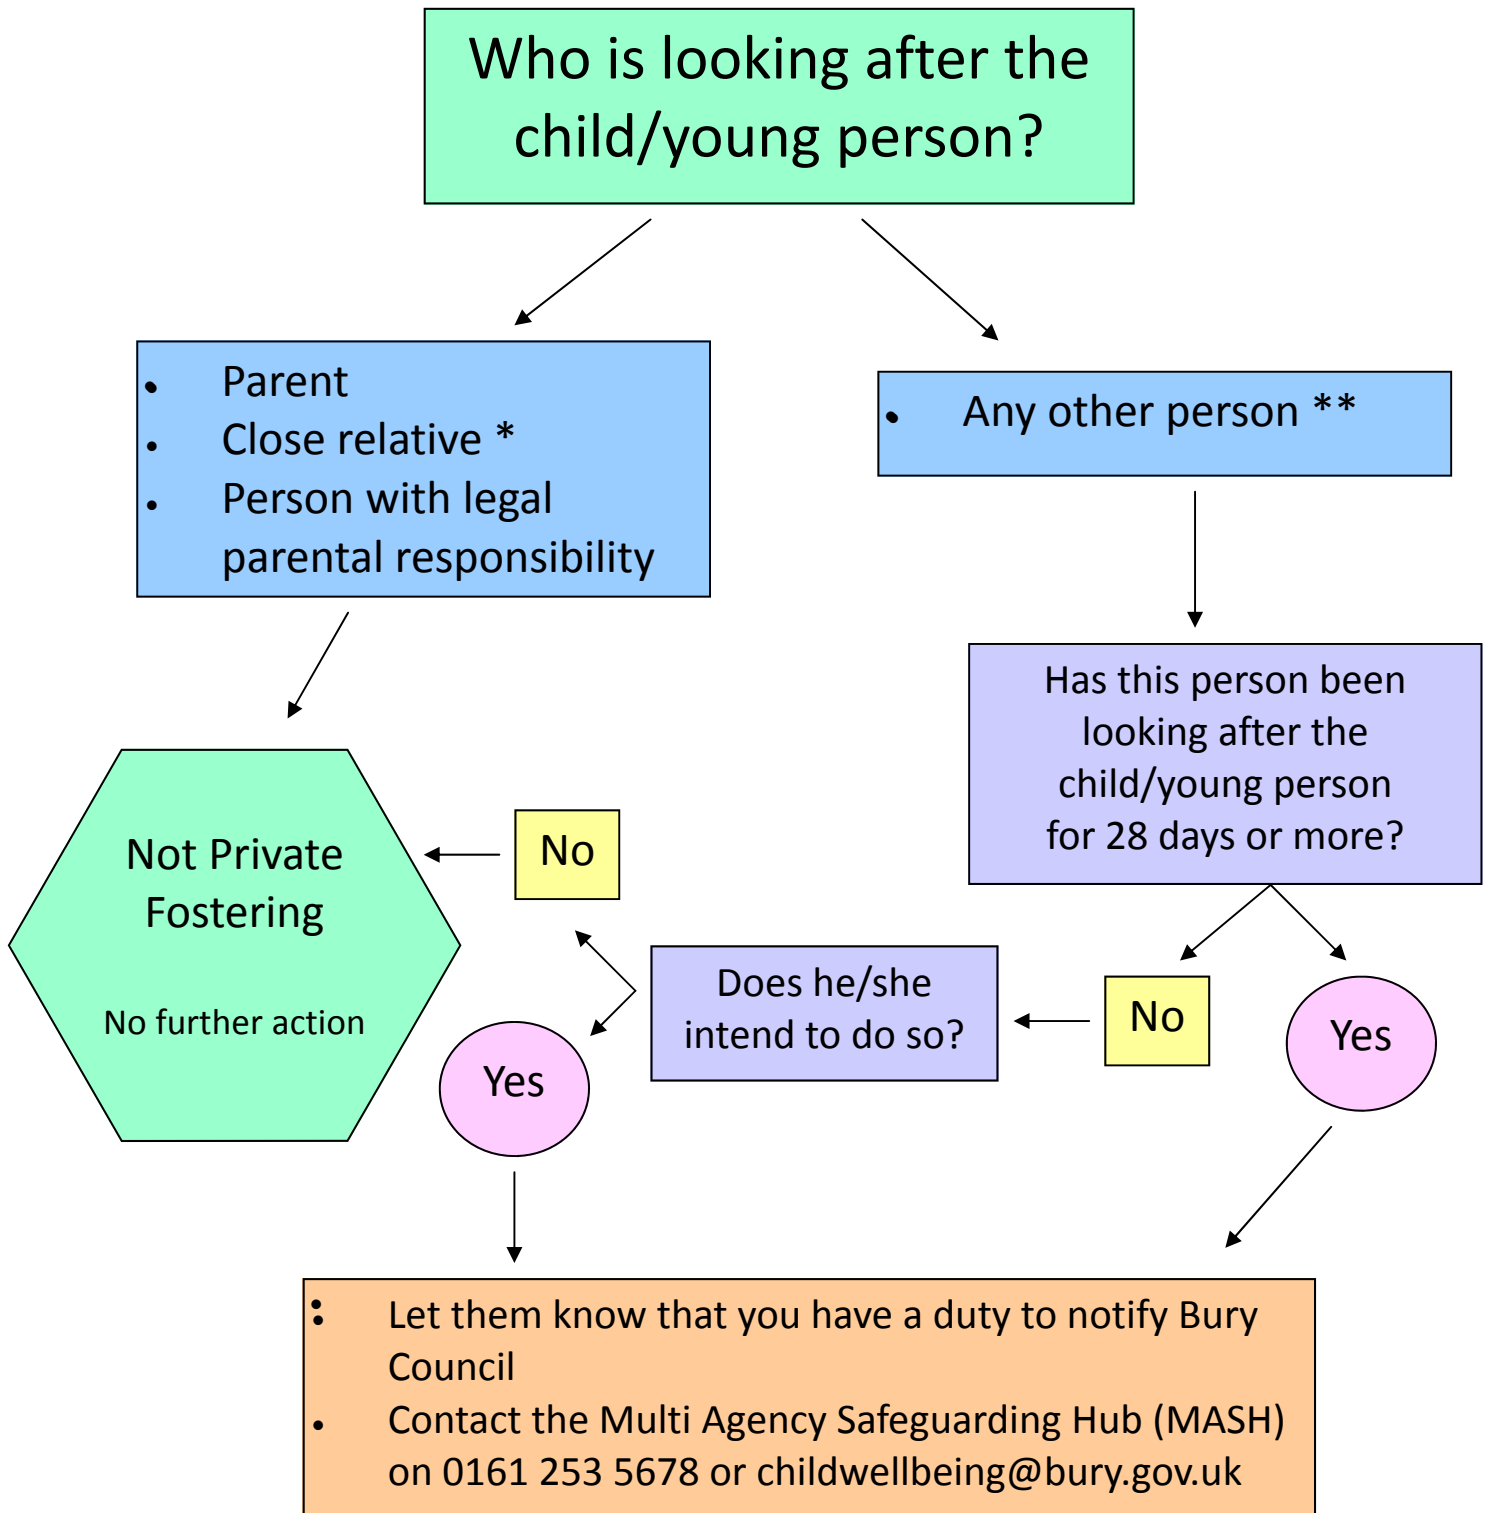 Who is looking after the
child/young person?
• Parent
• Close relative *
• Person with legal
parental responsibility
• Any other person **
Has this person been
looking after the
child/young person
for 28 days or more?
Not Private
Fostering
No further action
No
Does he/she
intend to do so?
No
Yes
Yes
• Let them know that you have a duty to notify Bury
Council
• Contact the Multi Agency Safeguarding Hub (MASH)
on 0161 253 5678 or childwellbeing@bury.gov.uk